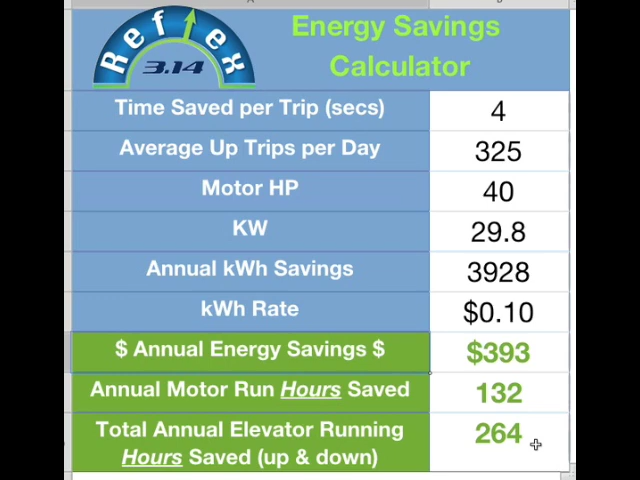 Reflex
3.14
Energy Savings
Calculator
Time Saved per Trip (secs) 4
Average Up Trips per Day 325
Motor HP 40
KW 29.8
Annual kWh Savings 3928
kWh Rate $0.10
$ Annual Energy Savings $ $393
Annual Motor Run Hours Saved 132
Total Annual Elevator Running
Hours Saved (up & down) 264